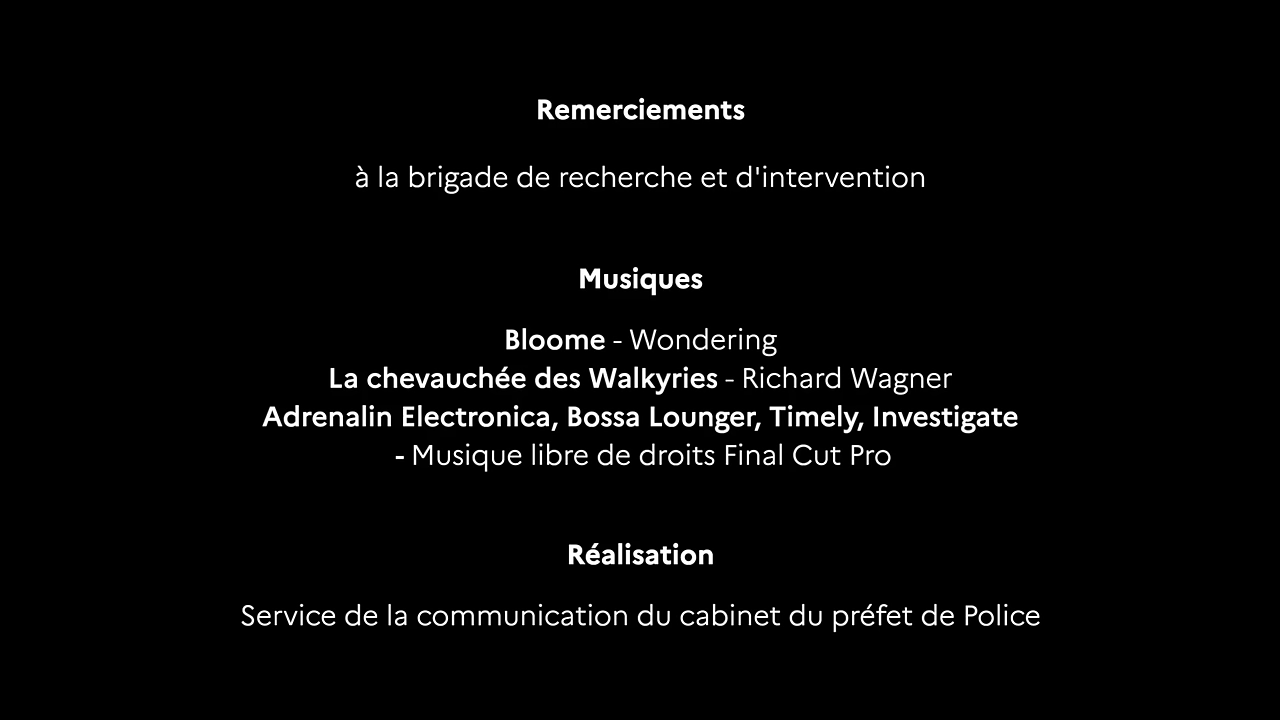 Remerciements
à la brigade de recherche et d'intervention
Musiques
Bloome - Wondering
La chevauchée des Walkyries - Richard Wagner
Adrenalin Electronica, Bossa Lounger, Timely, Investigate
- Musique libre de droits Final Cut Pro
Réalisation
Service de la communication du cabinet du préfet de Police